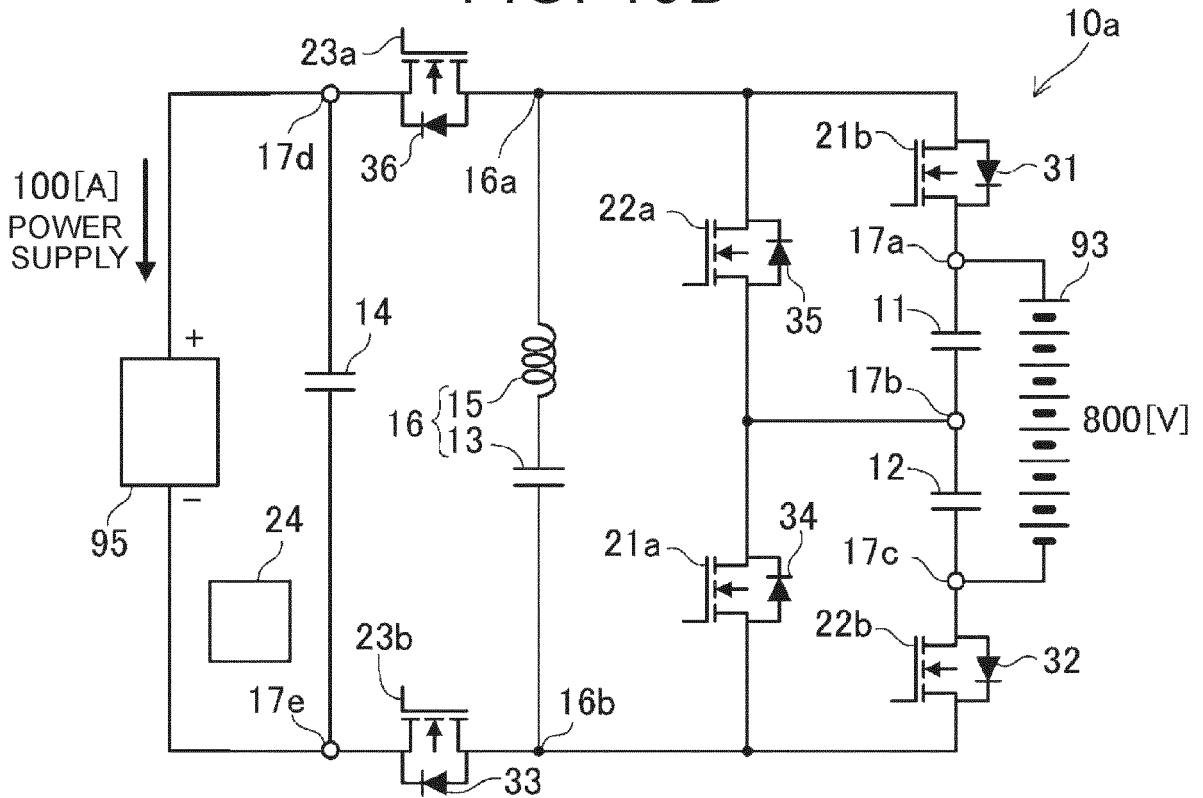 10a
23a
17d
36
16a
21b
31
100[A]
POWER
SUPPLY
22a
17a
93
35
14
11
+
15
16
13
17b
800[V]
12
95
−
24
21a
34
17c
23b
22b
32
17e
16b
33